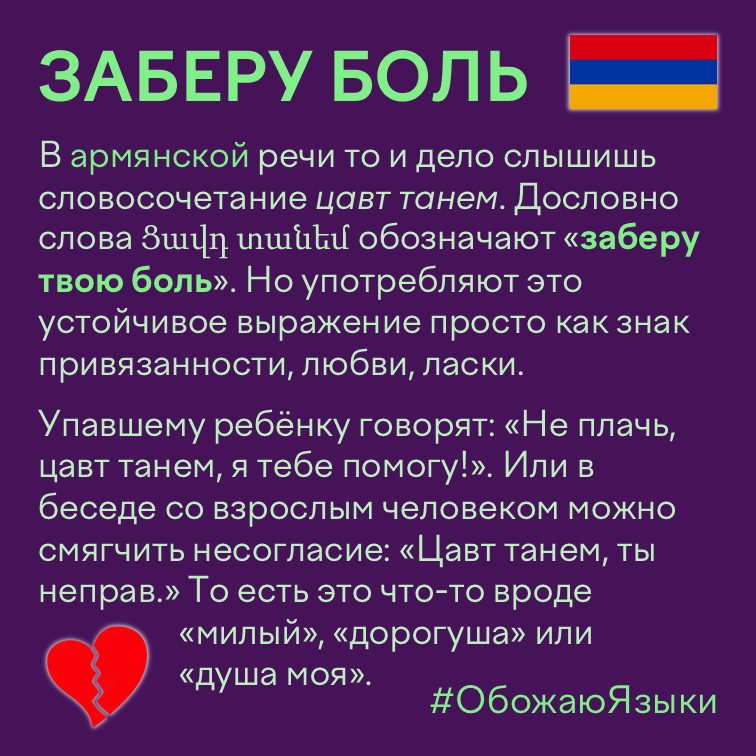 ЗАБЕРУ БОЛЬ
В армянской речи то и дело слышишь
словосочетание цавт танем. Дословно
слова Ցավդ տանեմ обозначают «заберу
твою боль». Но употребляют это
устойчивое выражение просто как знак
привязанности, любви, ласки.
Упавшему ребёнку говорят: «Не плачь,
цавт танем, я тебе помогу!». Или в
беседе со взрослым человеком можно
смягчить несогласие: «Цавт танем, ты
неправ.» То есть это что-то вроде
«милый», «дорогуша» или
«душа моя».
#ОбожаюЯзыки